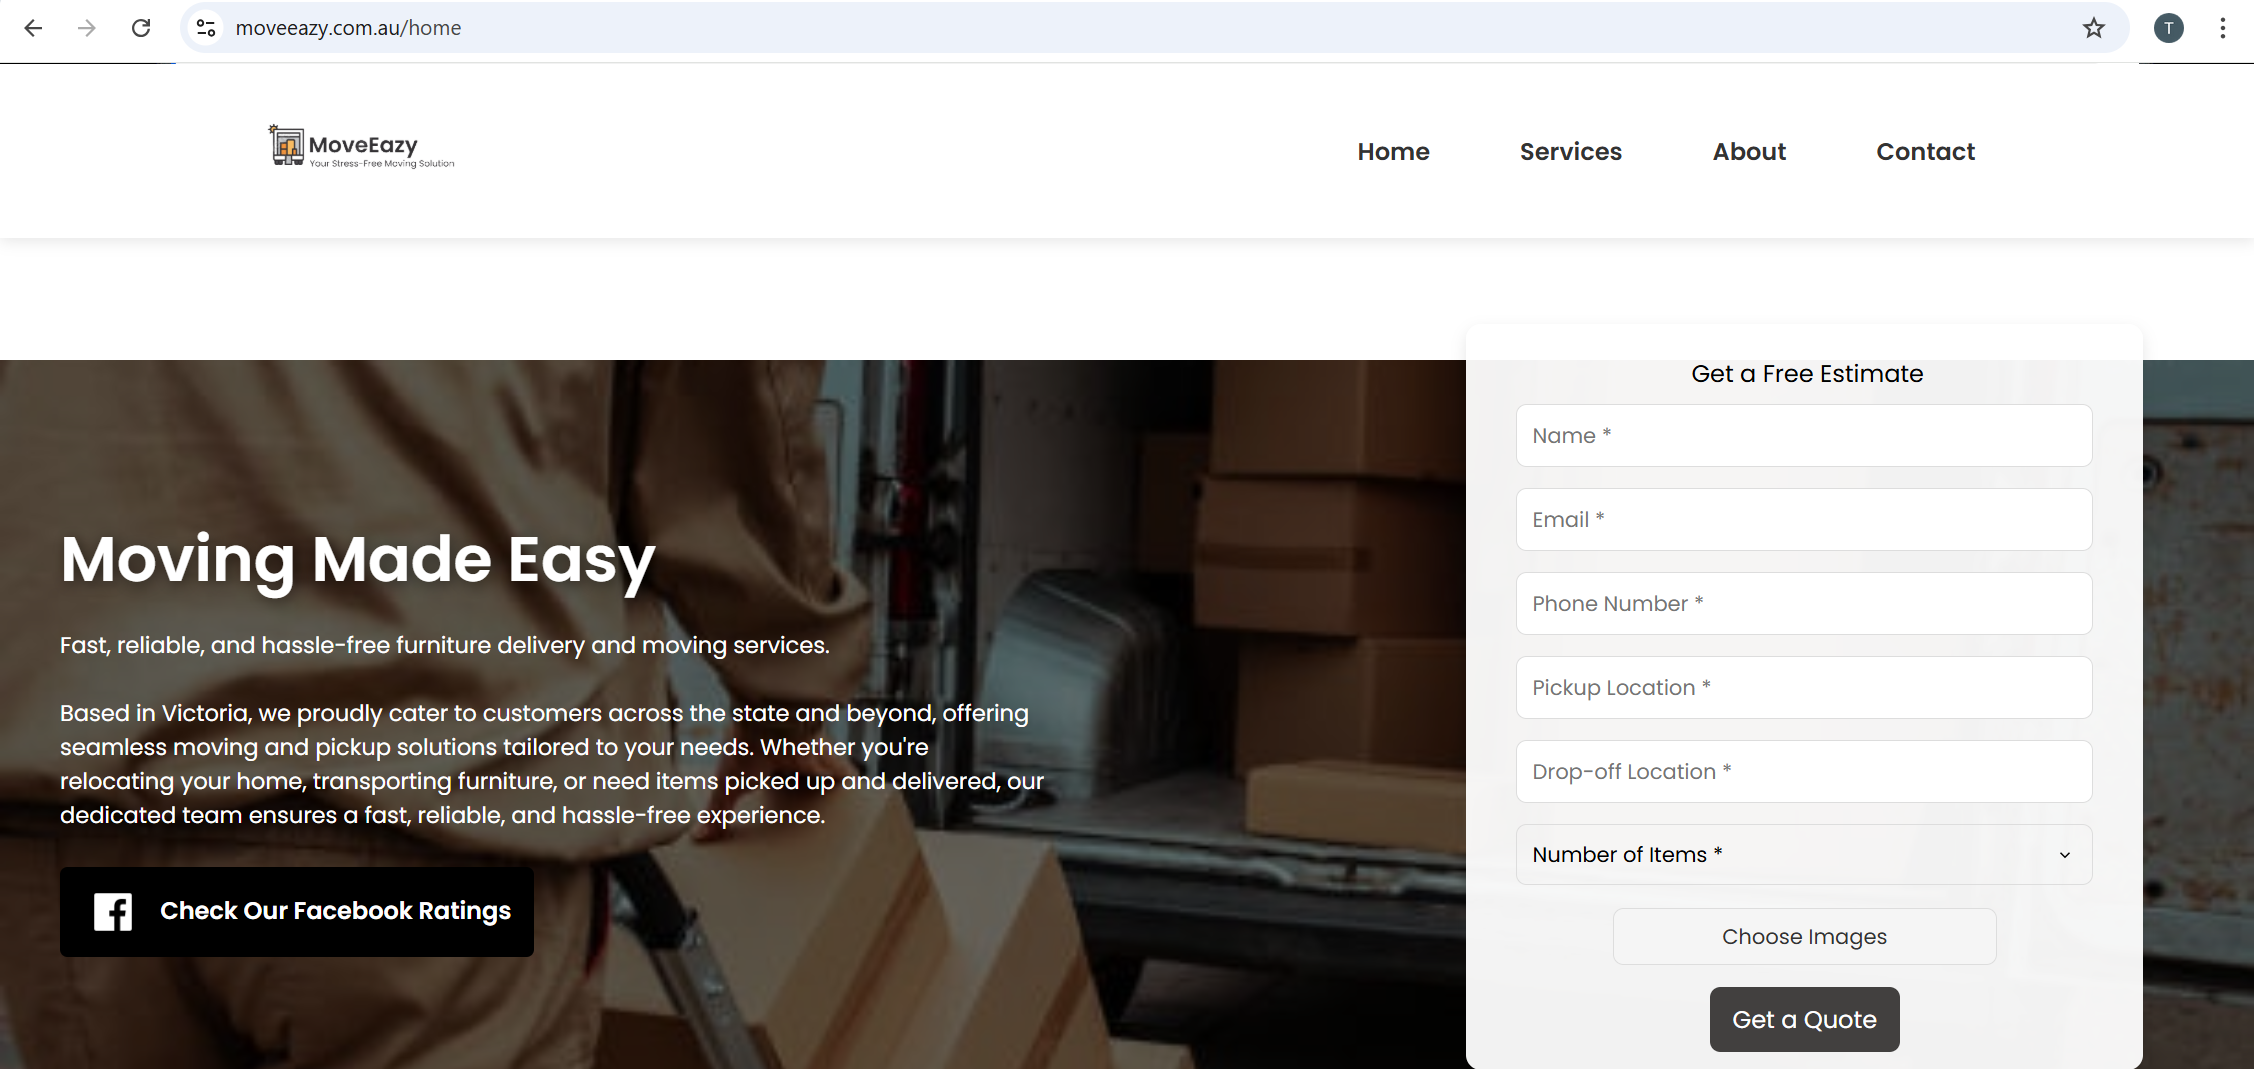 moveeazy.com.au/home
T
MoveEazy
Your Stress-Free Moving Solution
Home
Services
About
Contact
Moving Made Easy
Fast, reliable, and hassle-free furniture delivery and moving services.
Based in Victoria, we proudly cater to customers across the state and beyond, offering
seamless moving and pickup solutions tailored to your needs. Whether you're
relocating your home, transporting furniture, or need items picked up and delivered, our
dedicated team ensures a fast, reliable, and hassle-free experience.
Check Our Facebook Ratings
Get a Free Estimate
Name *
Email *
Phone Number *
Pickup Location *
Drop-off Location *
Number of Items *
Choose Images
Get a Quote